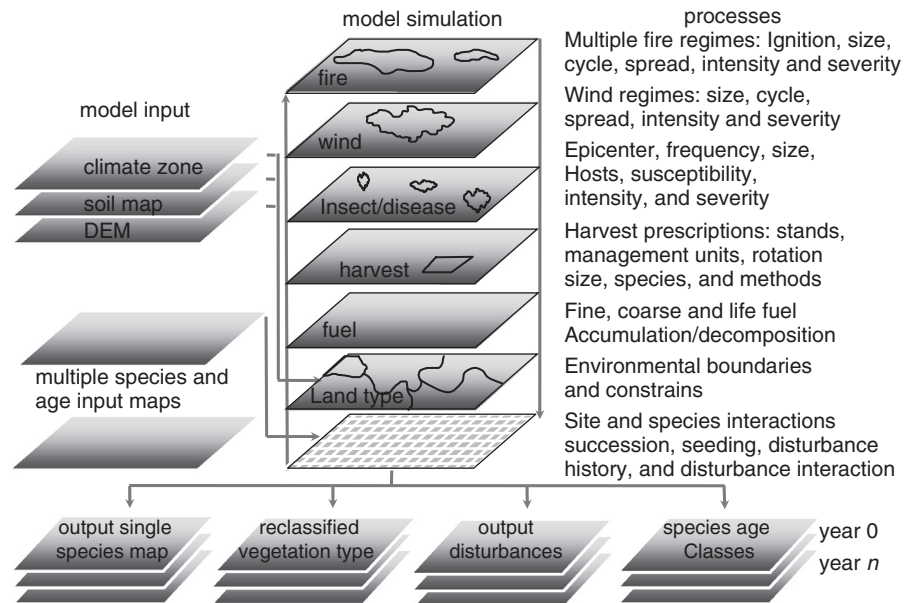 model simulation
processes
Multiple fire regimes: Ignition, size,
cycle, spread, intensity and severity
fire
model input
Wind regimes: size, cycle,
spread, intensity and severity
wind
climate zone
soil map
DEM
Epicenter, frequency, size,
Hosts, susceptibility,
intensity, and severity
Insect/disease
Harvest prescriptions: stands,
management units, rotation
size, species, and methods
harvest
Fine, coarse and life fuel
Accumulation/decomposition
fuel
multiple species and
age input maps
Environmental boundaries
and constrains
Land type
Site and species interactions
succession, seeding, disturbance
history, and disturbance interaction
output single
species map
reclassified
vegetation type
output
disturbances
species age
Classes
year 0
year n